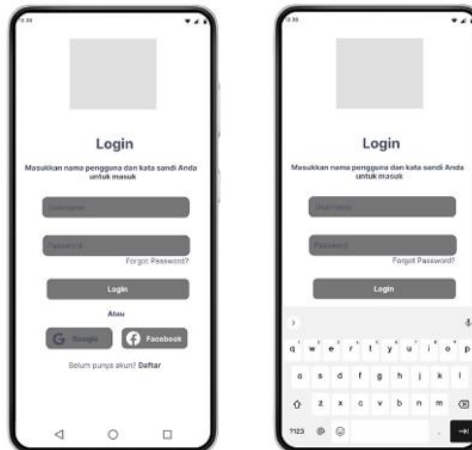 Login
Masukkan nama pengguna dan kata sandi Anda
untuk masuk
Username
Password
Forgot Password?
Login
Atau
Google
Facebook
Belum punya akun? Daftar
Login
Masukkan nama pengguna dan kata sandi Anda
untuk masuk
Username
Password
Forgot Password?
Login
q w e r t y u i o p
a s d f g h j k l
z x c v b n m
?123 @ .